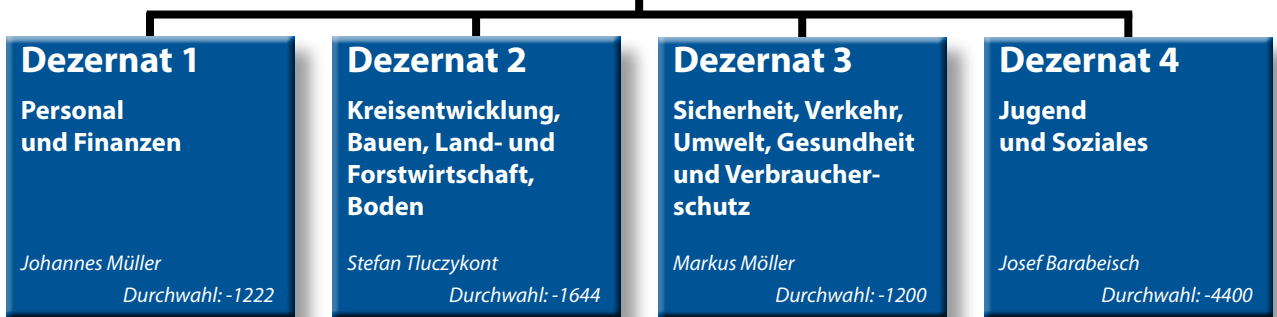 Dezernat 1
Personal
und Finanzen
Johannes Müller
Durchwahl: -1222
Dezernat 2
Kreisentwicklung,
Bauen, Land- und
Forstwirtschaft,
Boden
Stefan Tluczykont
Durchwahl: -1644
Dezernat 3
Sicherheit, Verkehr,
Umwelt, Gesundheit
und Verbraucher-
schutz
Markus Möller
Durchwahl: -1200
Dezernat 4
Jugend
und Soziales
Josef Barabeisch
Durchwahl: -4400